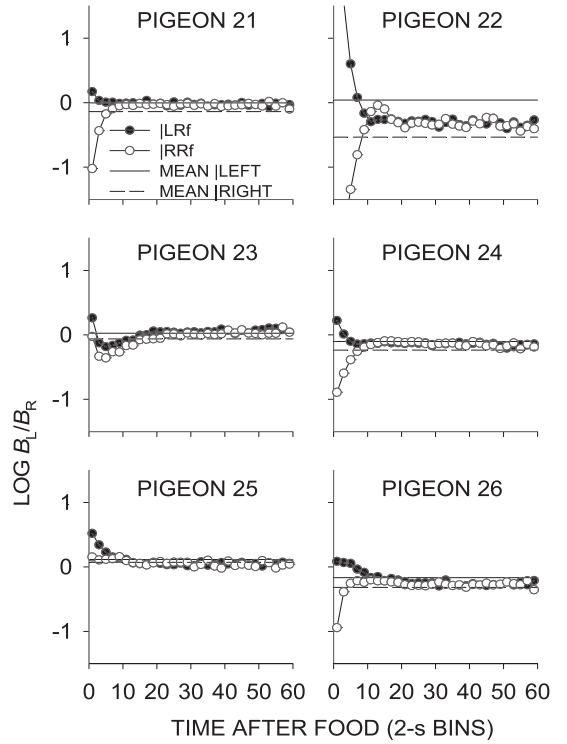 PIGEON 21
PIGEON 22
1
0
-1
|LRf
|RRf
MEAN |LEFT
MEAN |RIGHT
1
0
-1
PIGEON 23
PIGEON 24
1
0
-1
1
0
-1
LOG BL/BR
PIGEON 25
PIGEON 26
1
0
-1
1
0
-1
0 10 20 30 40 50 60
0 10 20 30 40 50 60
TIME AFTER FOOD (2-s BINS)